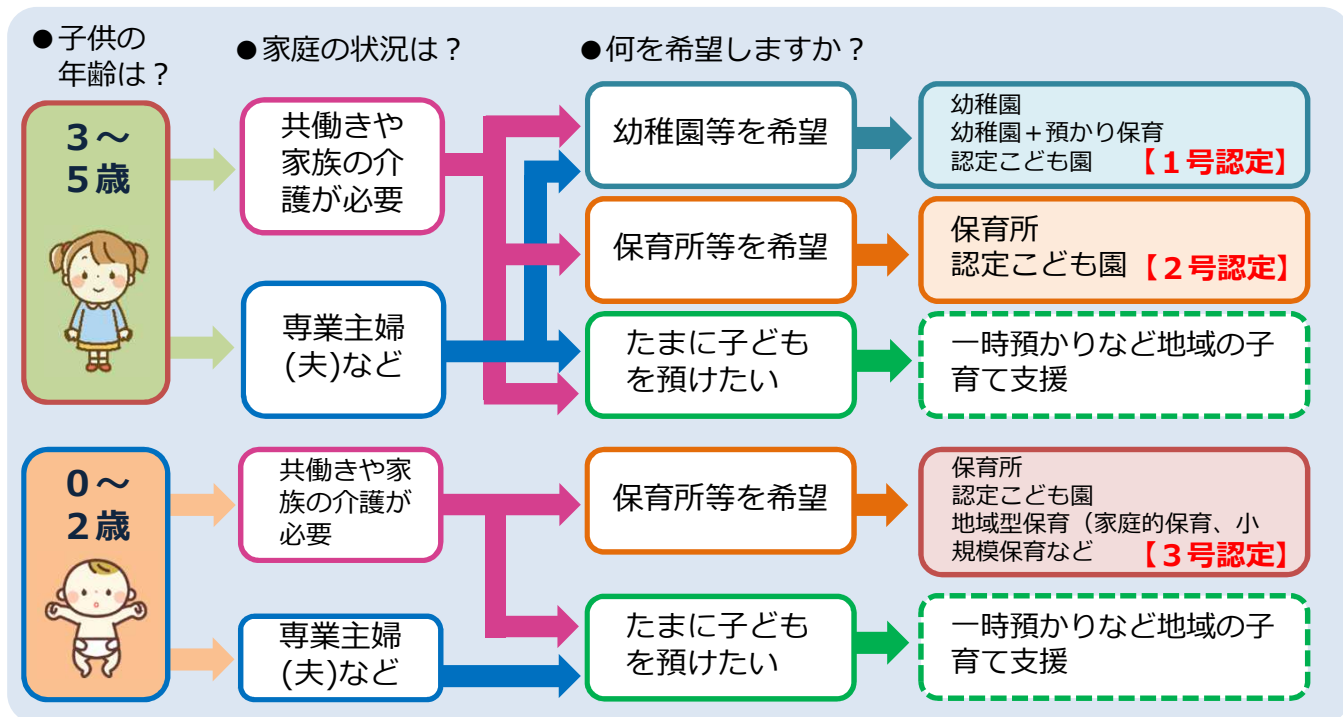 ●子供の
年齢は？
●家庭の状況は？
●何を希望しますか？
３～
５歳
共働きや
家族の介
護が必要
専業主婦
(夫)など
幼稚園等を希望
保育所等を希望
たまに子ども
を預けたい
幼稚園
幼稚園＋預かり保育
認定こども園 【１号認定】
保育所
認定こども園 【２号認定】
一時預かりなど地域の子
育て支援
０～
２歳
共働きや家
族の介護が
必要
専業主婦
(夫)など
保育所等を希望
たまに子ども
を預けたい
保育所
認定こども園
地域型保育（家庭的保育、小
規模保育など 【３号認定】
一時預かりなど地域の子
育て支援